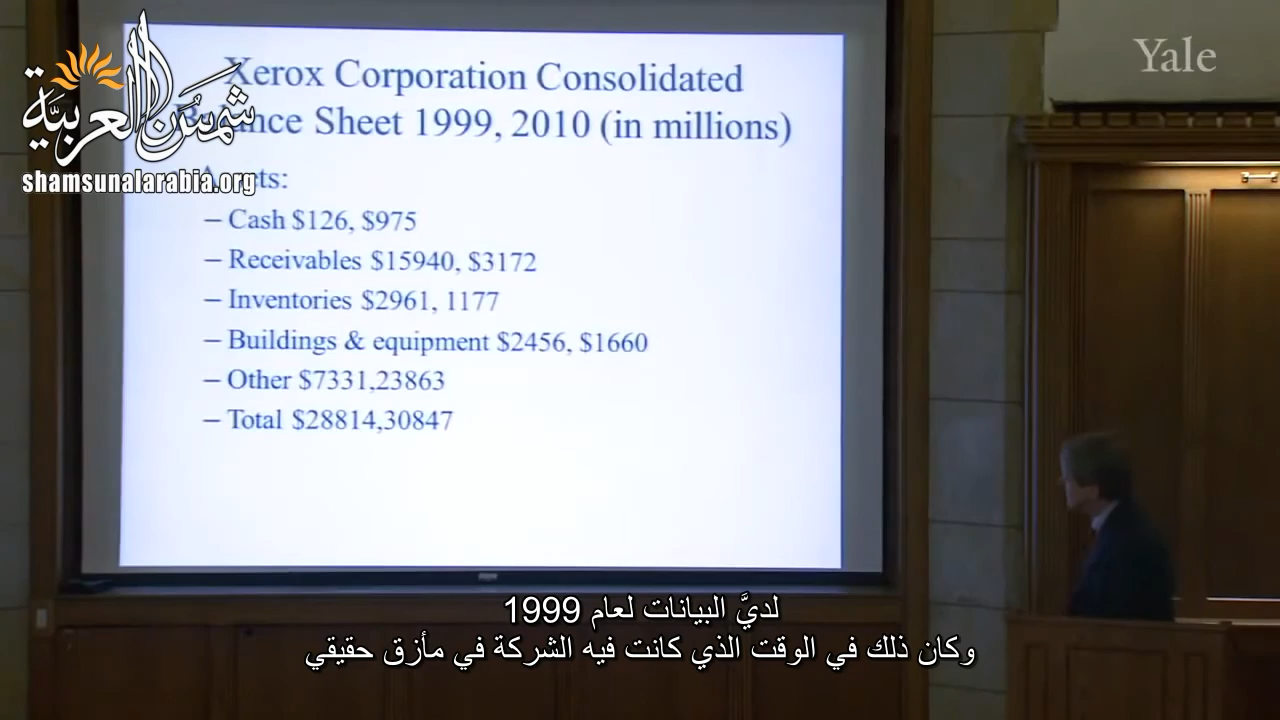 Xerox Corporation Consolidated
Sheet 1999, 2010 (in millions)
– Cash $126, $975
– Receivables $15940, $3172
– Inventories $2961, 1177
– Buildings & equipment $2456, $1660
– Other $7331,23863
– Total $28814,30847
Yale
شمس العربية
shamsunalarabia.org
لديَّ البيانات لعام 1999
وكان ذلك في الوقت الذي كانت فيه الشركة في مأزق حقيقي